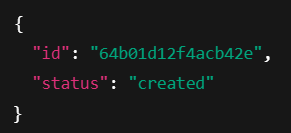 {
  "id": "64b01d12f4acb42e",
  "status": "created"
}